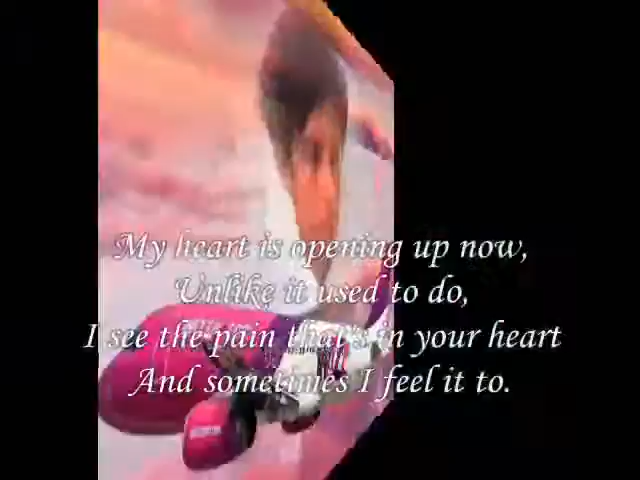 My heart is opening up now,
Unlike it used to do,
I see the pain that's in your heart
And sometimes I feel it to.